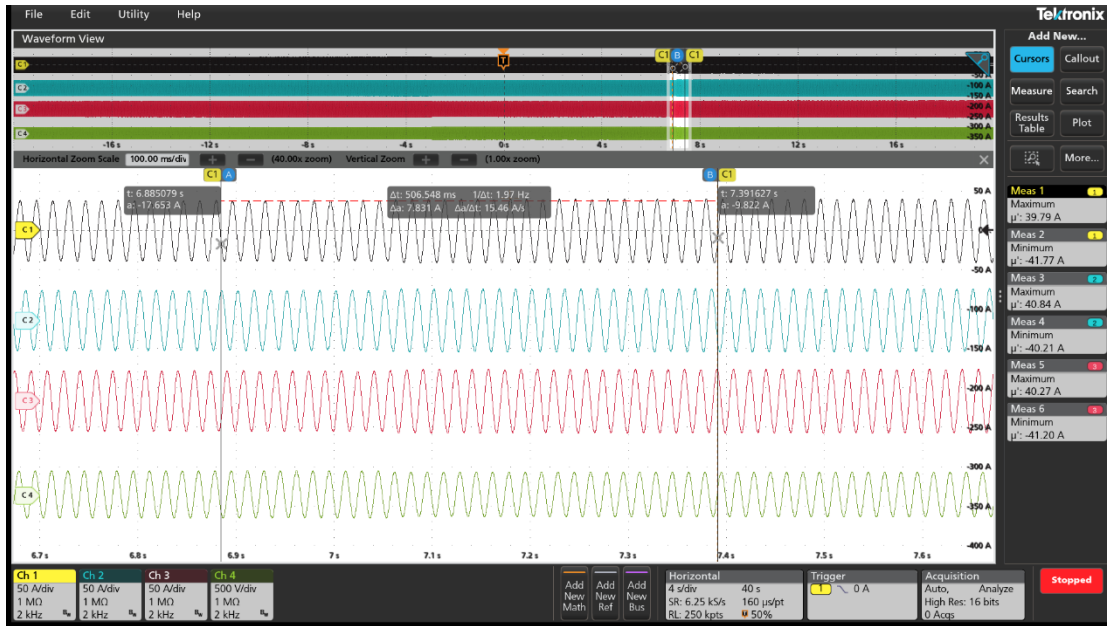 File Edit Utility Help
Tektronix
Waveform View
Add New...
Cursors Callout
Measure Search
Results Table Plot
More...
C1 B C1
T
C1
C2
C3
C4
-50 A
-100 A
-150 A
-200 A
-250 A
-300 A
-350 A
-16 s -12 s -8 s -4 s 0 s 4 s 8 s 12 s 16 s
Horizontal Zoom Scale 100.00 ms/div + — (40.00x zoom) Vertical Zoom + — (1.00x zoom) ×
C1 A B C1
t: 6.885079 s
a: -17.653 A
Δt: 506.548 ms 1/Δt: 1.97 Hz
Δa: 7.831 A Δa/Δt: 15.46 A/s
t: 7.391627 s
a: -9.822 A
50 A
C1
-50 A
C2
-100 A
-150 A
-200 A
C3
-250 A
-300 A
C4
-350 A
-400 A
6.7 s 6.8 s 6.9 s 7 s 7.1 s 7.2 s 7.3 s 7.4 s 7.5 s 7.6 s
Meas 1 1
Maximum
µ': 39.79 A
Meas 2 1
Minimum
µ': -41.77 A
Meas 3 2
Maximum
µ': 40.84 A
Meas 4 2
Minimum
µ': -40.21 A
Meas 5 3
Maximum
µ': 40.27 A
Meas 6 3
Minimum
µ': -41.20 A
Ch 1
50 A/div
1 MΩ
2 kHz Bw
Ch 2
50 A/div
1 MΩ
2 kHz Bw
Ch 3
50 A/div
1 MΩ
2 kHz Bw
Ch 4
500 V/div
1 MΩ
2 kHz Bw
Add New Math
Add New Ref
Add New Bus
Horizontal
4 s/div 40 s
SR: 6.25 kS/s 160 µs/pt
RL: 250 kpts 50%
Trigger
1 0 A
Acquisition
Auto, Analyze
High Res: 16 bits
0 Acqs
Stopped